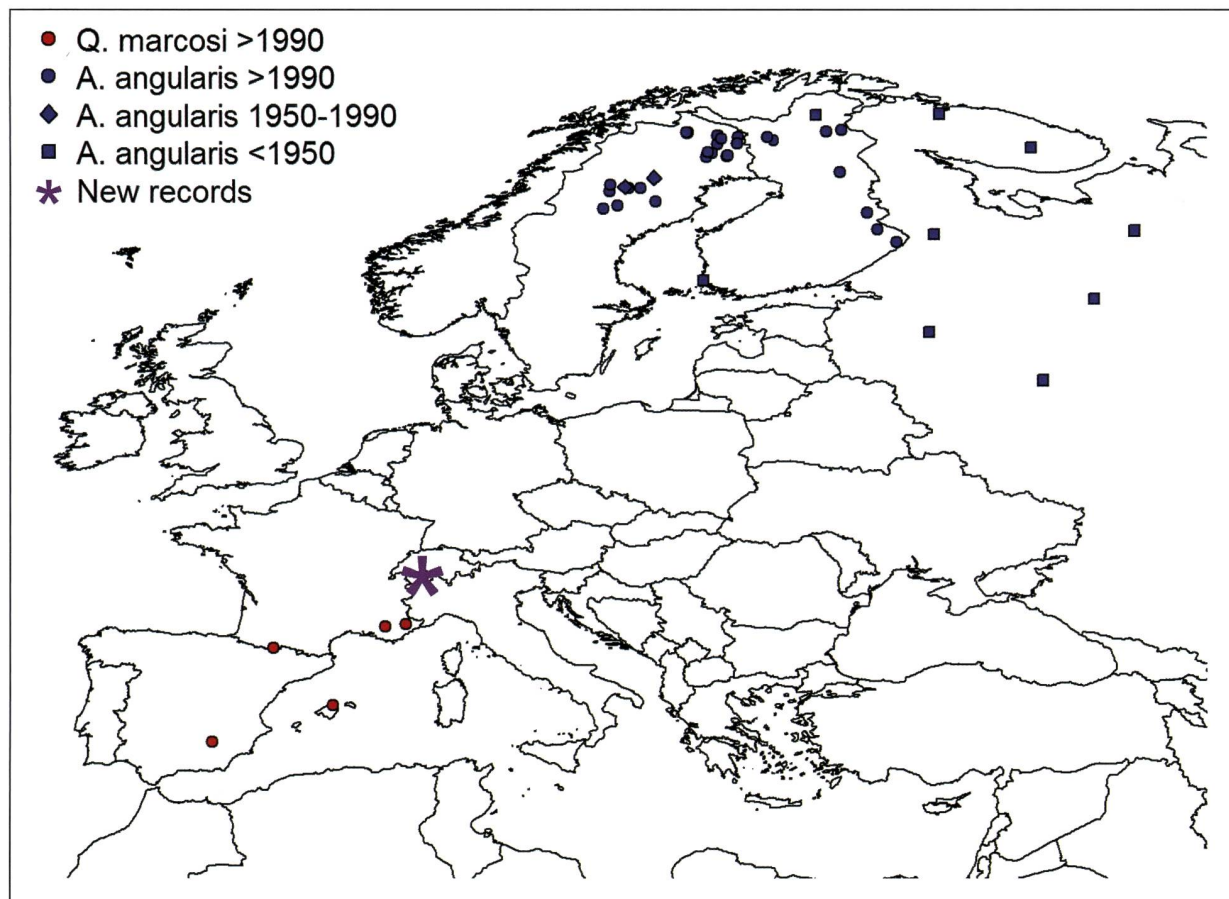 Q. marcosi >1990
A. angularis >1990
A. angularis 1950-1990
A. angularis <1950
New records